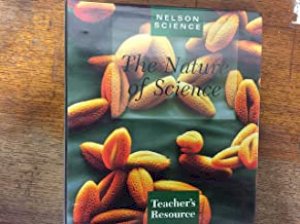 NELSON
SCIENCE
The Nature
of Science
Teacher's
Resource